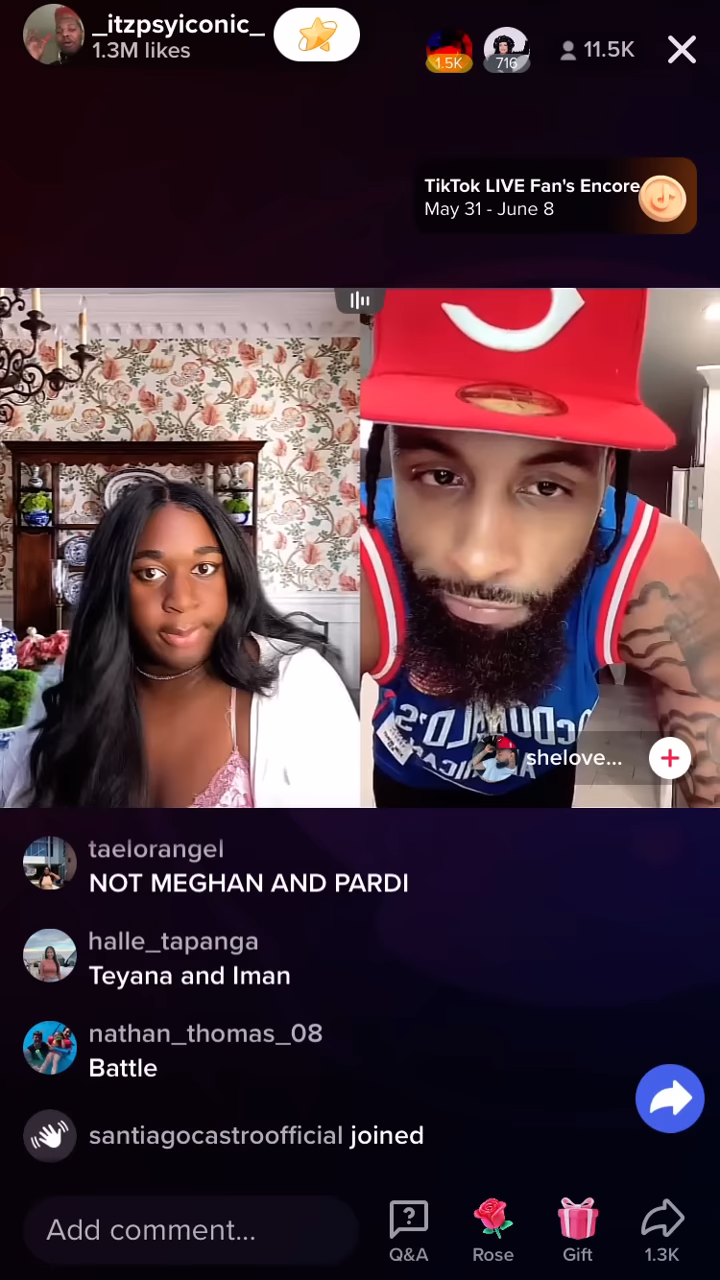 _itzpsyiconic_
1.3M likes
1.5K
716
11.5K
TikTok LIVE Fan's Encore
May 31 - June 8
McDONALD'S
shelove...
taelorangel
NOT MEGHAN AND PARDI
halle_tapanga
Teyana and Iman
nathan_thomas_08
Battle
santiagocastroofficial joined
Add comment...
Q&A
Rose
Gift
1.3K